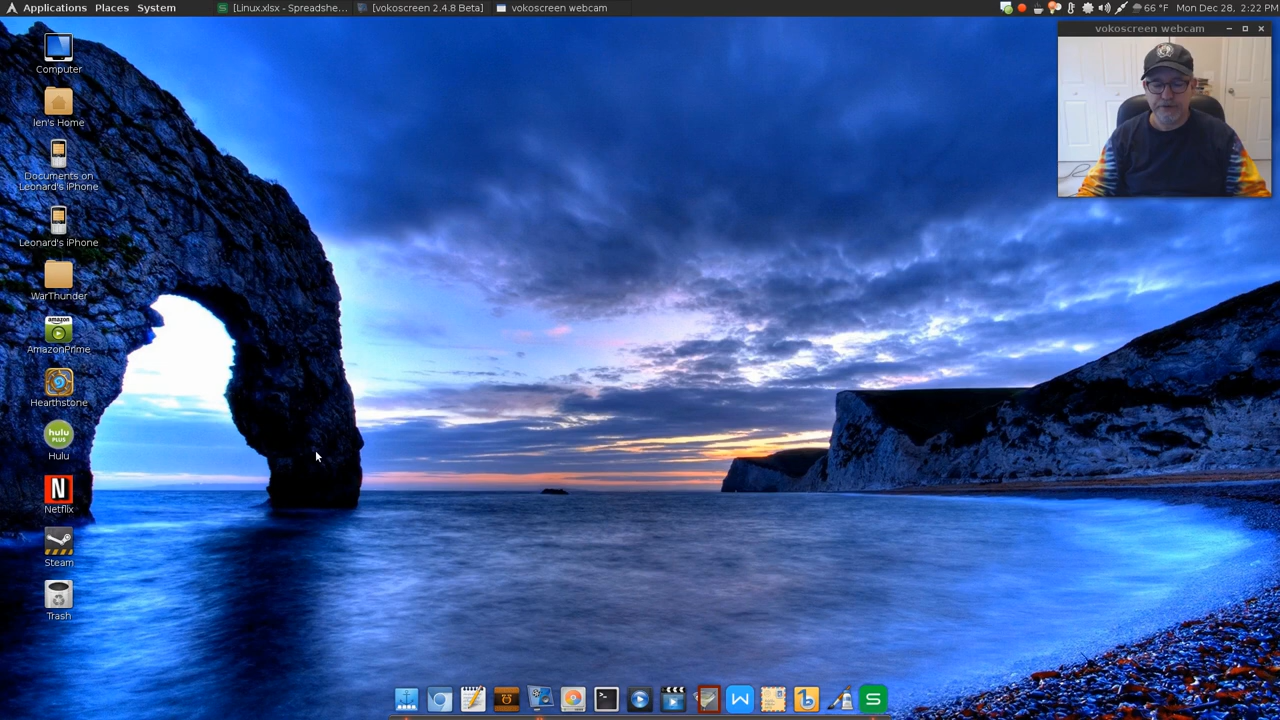 Applications Places System
[Linux.xlsx - Spreadshe...
[vokoscreen 2.4.8 Beta]
vokoscreen webcam
66 °F Mon Dec 28, 2:22 PM
vokoscreen webcam
Computer
len's Home
Documents on
Leonard's iPhone
Leonard's iPhone
WarThunder
amazon
AmazonPrime
Hearthstone
hulu
PLUS
Hulu
N
Netflix
Steam
Trash
W
b
S